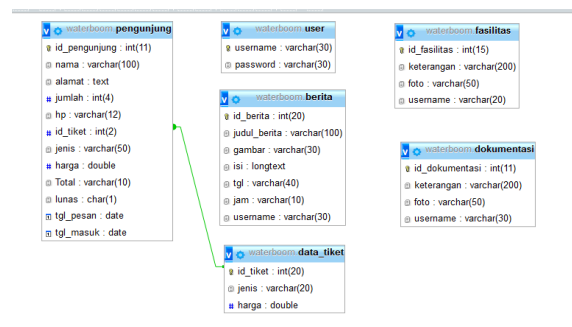 waterboom pengunjung
id_pengunjung : int(11)
nama : varchar(100)
alamat : text
# jumlah : int(4)
hp : varchar(12)
# id_tiket : int(2)
jenis : varchar(50)
# harga : double
Total : varchar(10)
lunas : char(1)
tgl_pesan : date
tgl_masuk : date
waterboom user
username : varchar(30)
password : varchar(30)
waterboom berita
id_berita : int(20)
judul_berita : varchar(100)
gambar : varchar(30)
isi : longtext
tgl : varchar(40)
jam : varchar(10)
username : varchar(30)
waterboom data_tiket
id_tiket : int(20)
jenis : varchar(20)
# harga : double
waterboom fasilitas
id_fasilitas : int(15)
keterangan : varchar(200)
foto : varchar(50)
username : varchar(20)
waterboom dokumentasi
id_dokumentasi : int(11)
keterangan : varchar(200)
foto : varchar(50)
username : varchar(30)